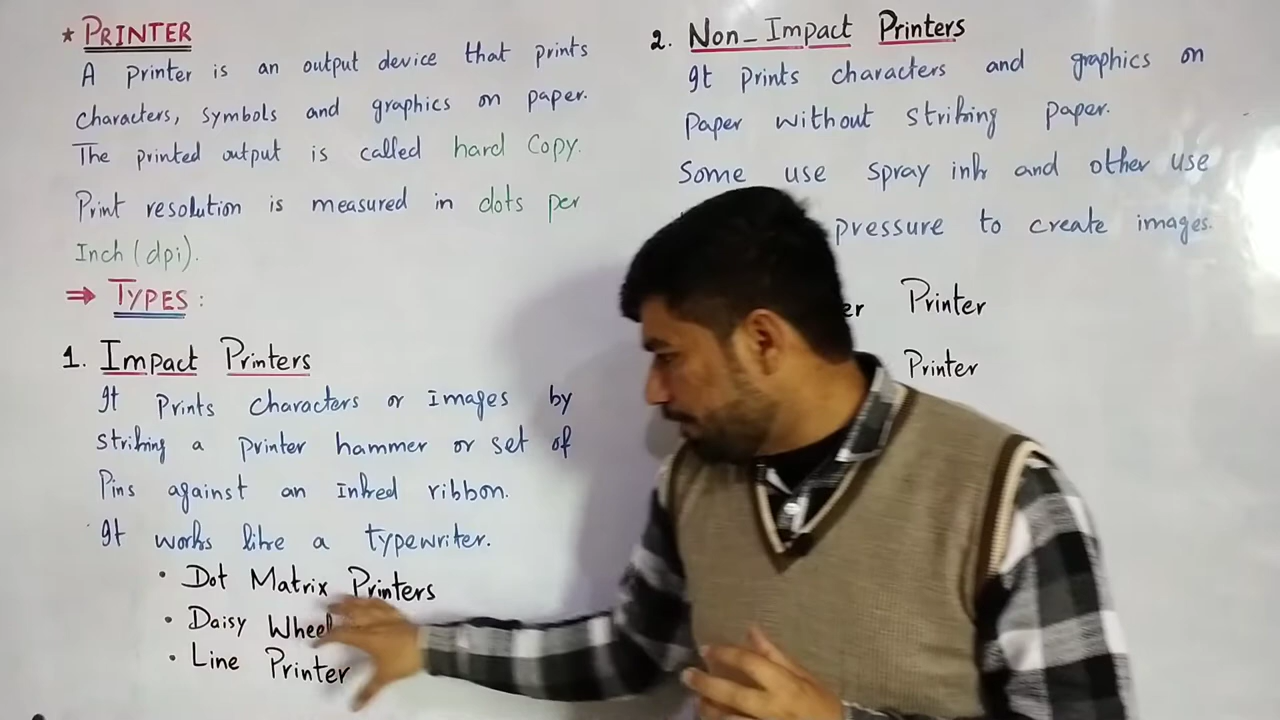 * PRINTER
A printer is an output device that prints
characters, symbols and graphics on paper.
The printed output is called hard Copy.
Print resolution is measured in dots per
Inch (dpi).
⇒ TYPES:
1. Impact Printers
It prints characters or Images by
striking a printer hammer or set of
Pins against an Inked ribbon.
It works like a typewriter.
• Dot Matrix Printers
• Daisy Wheel
• Line Printer
2. Non-Impact Printers
It prints characters and graphics on
Paper without striking paper.
Some use spray ink and other use
pressure to create images.
Printer
Printer